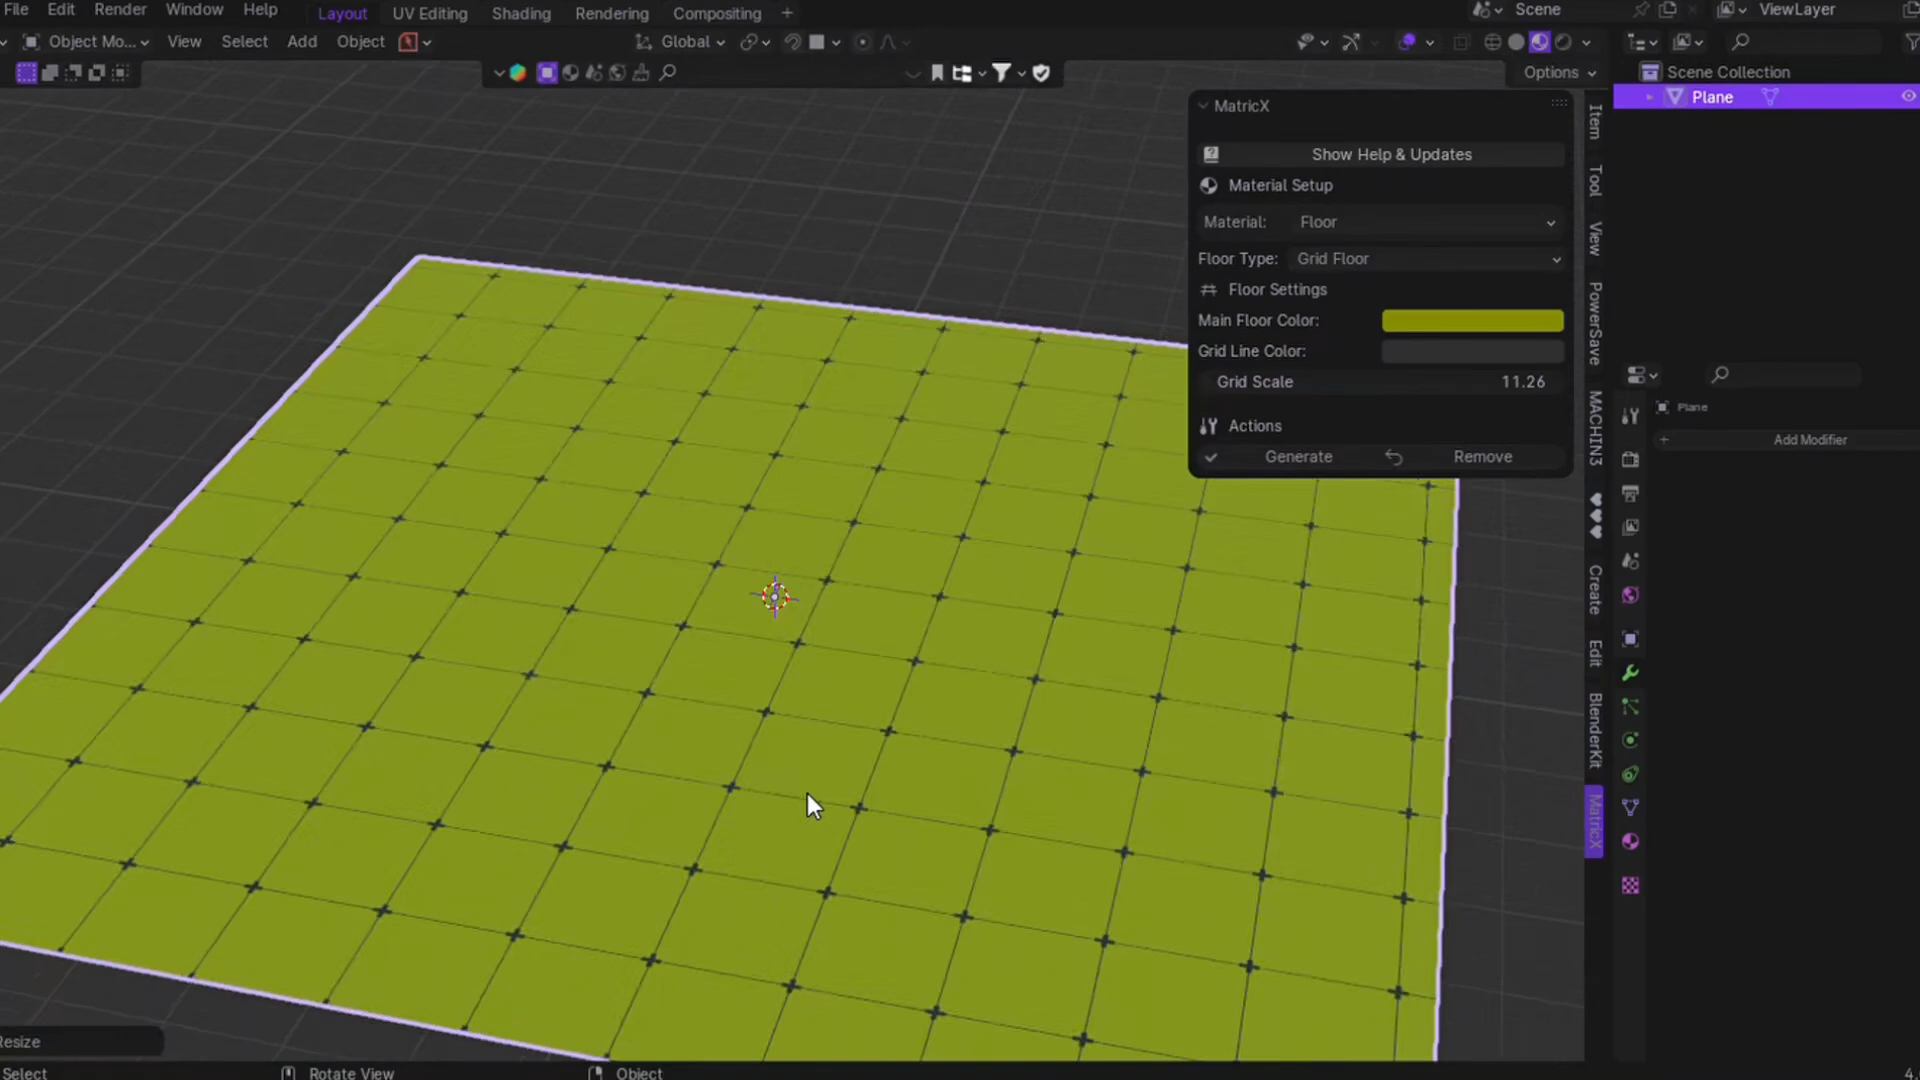 File Edit Render Window Help Layout UV Editing Shading Rendering Compositing + Scene ViewLayer
Object Mo... View Select Add Object Global
Options
Scene Collection
Plane
MatricX
Show Help & Updates
Material Setup
Material: Floor
Floor Type: Grid Floor
Floor Settings
Main Floor Color:
Grid Line Color:
Grid Scale 11.26
Actions
Generate Remove
Item
Tool
View
PowerSave
MACHIN3
♥♥♥
Create
Edit
BlenderKit
MatricX
Plane
+ Add Modifier
Resize
Select Rotate View Object 4.